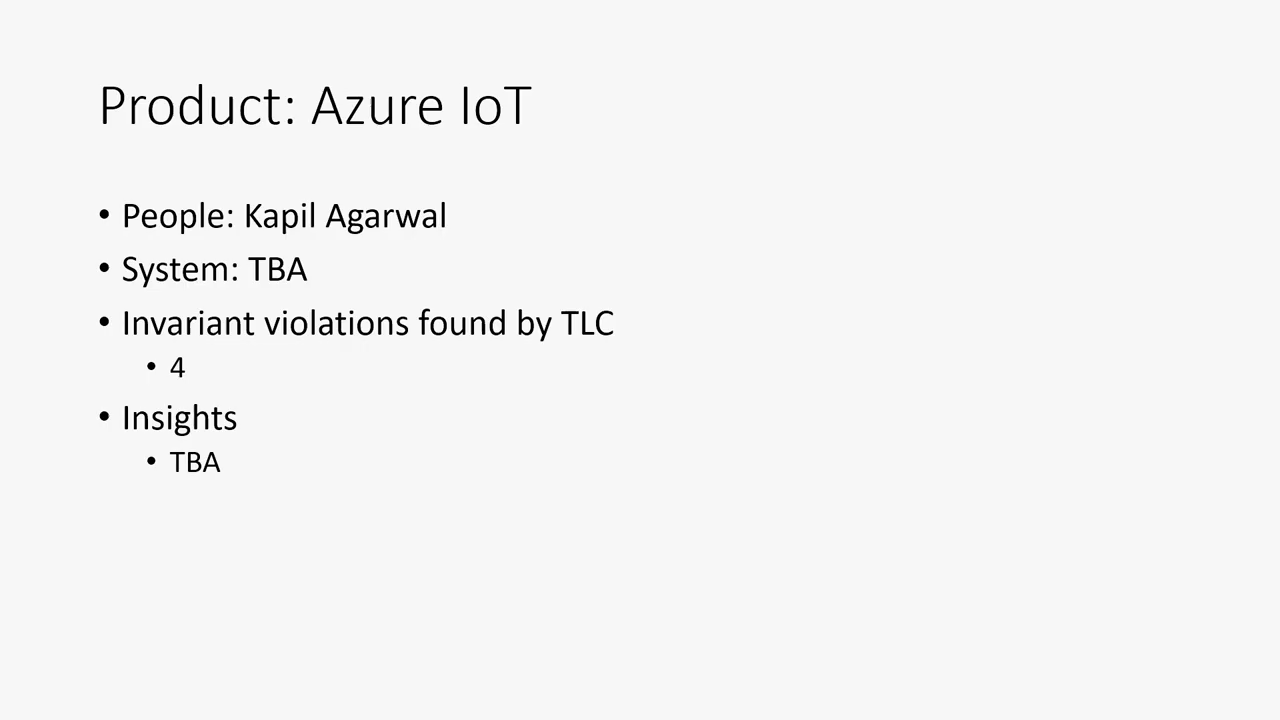 Product: Azure IoT
• People: Kapil Agarwal
• System: TBA
• Invariant violations found by TLC
• 4
• Insights
• TBA